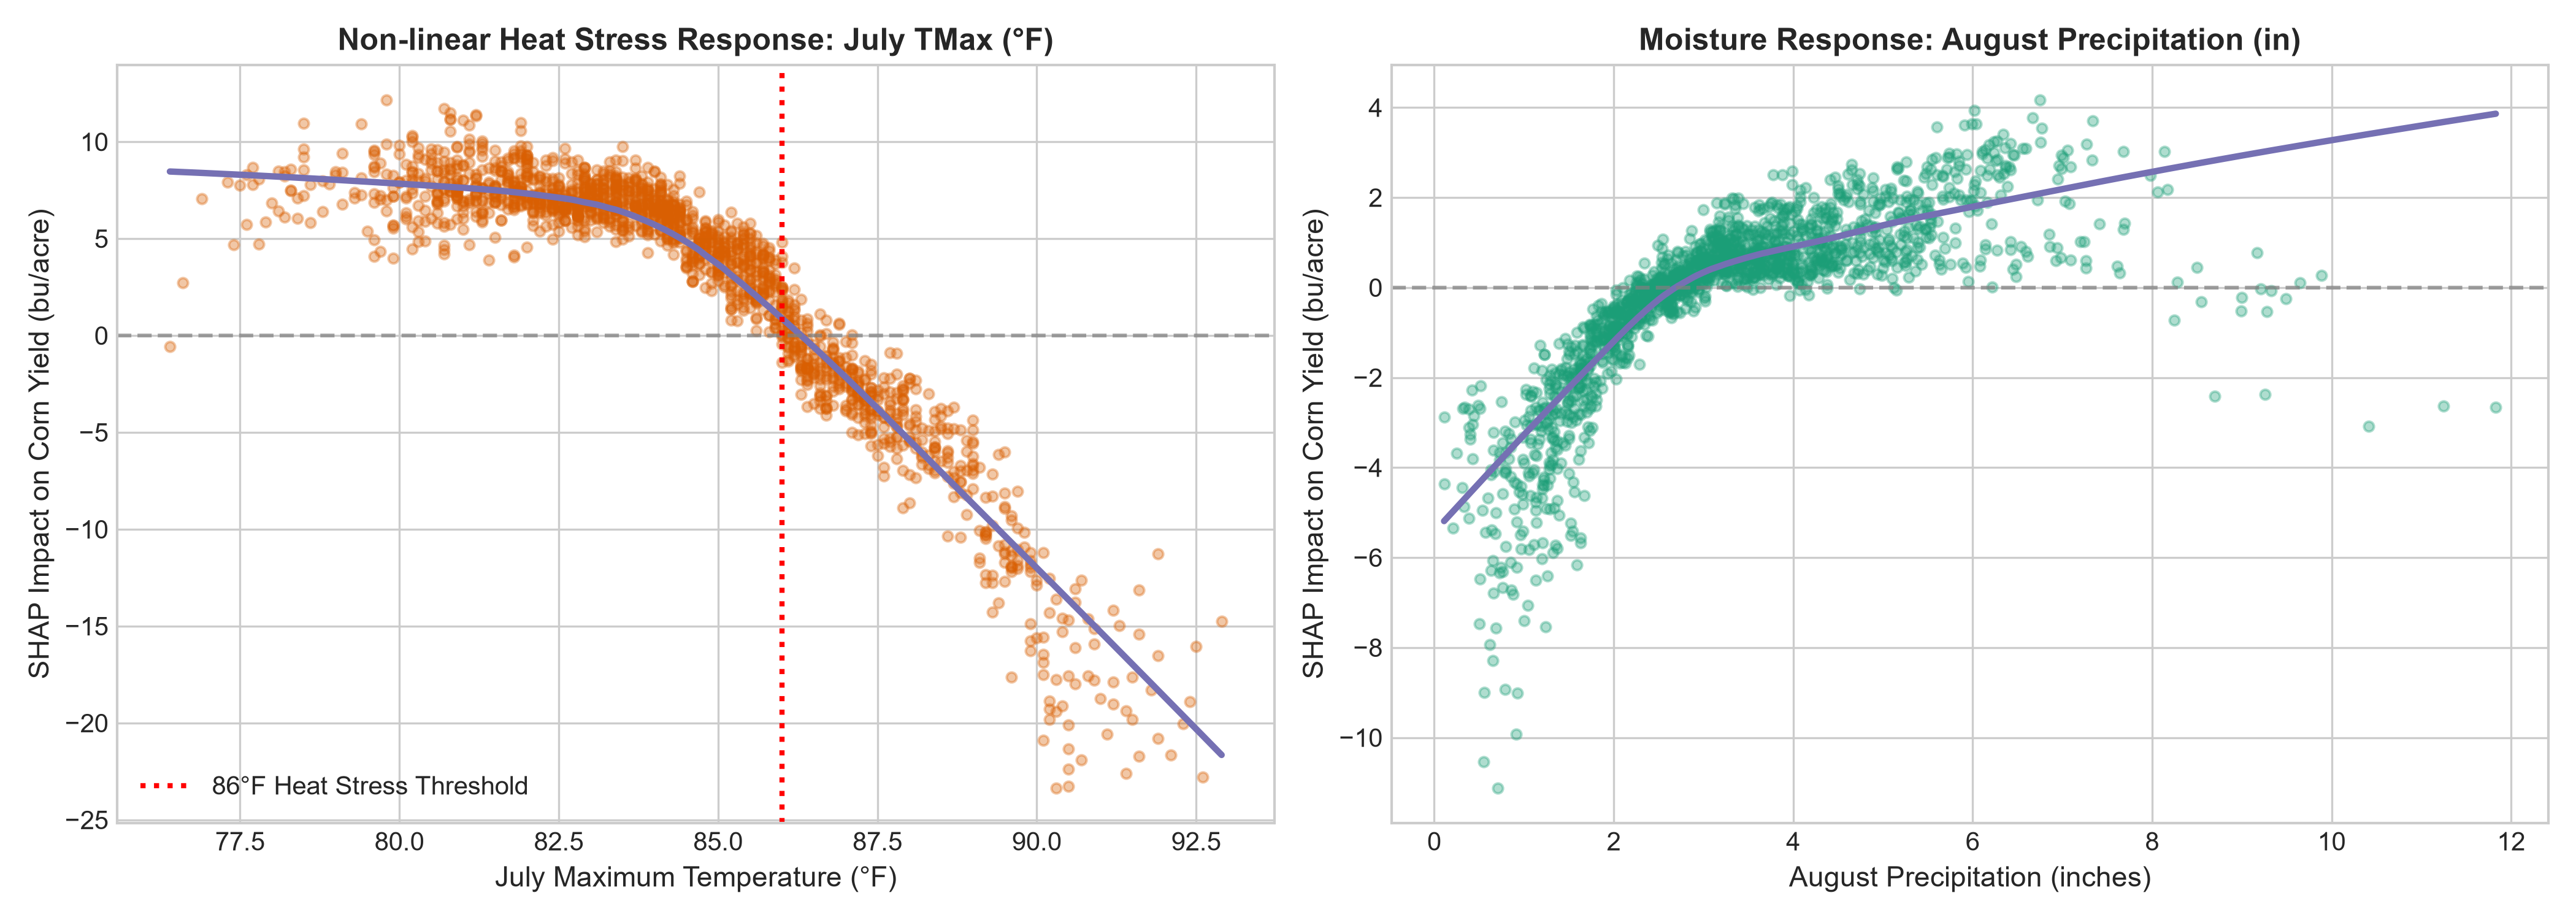 Non-linear Heat Stress Response: July TMax (°F)
SHAP Impact on Corn Yield (bu/acre)
10
5
0
−5
−10
−15
−20
−25
86°F Heat Stress Threshold
77.5 80.0 82.5 85.0 87.5 90.0 92.5
July Maximum Temperature (°F)
Moisture Response: August Precipitation (in)
SHAP Impact on Corn Yield (bu/acre)
4
2
0
−2
−4
−6
−8
−10
0 2 4 6 8 10 12
August Precipitation (inches)